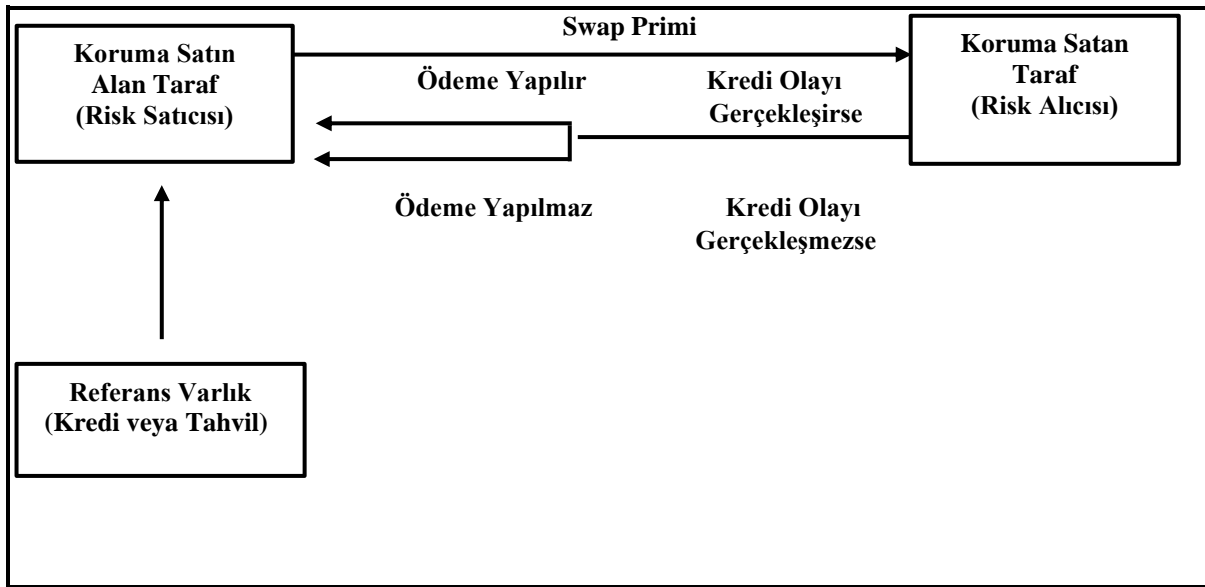 Swap Primi
Koruma Satın
Alan Taraf
(Risk Satıcısı)
Koruma Satan
Taraf
(Risk Alıcısı)
Ödeme Yapılır
Kredi Olayı
Gerçekleşirse
Ödeme Yapılmaz
Kredi Olayı
Gerçekleşmezse
Referans Varlık
(Kredi veya Tahvil)